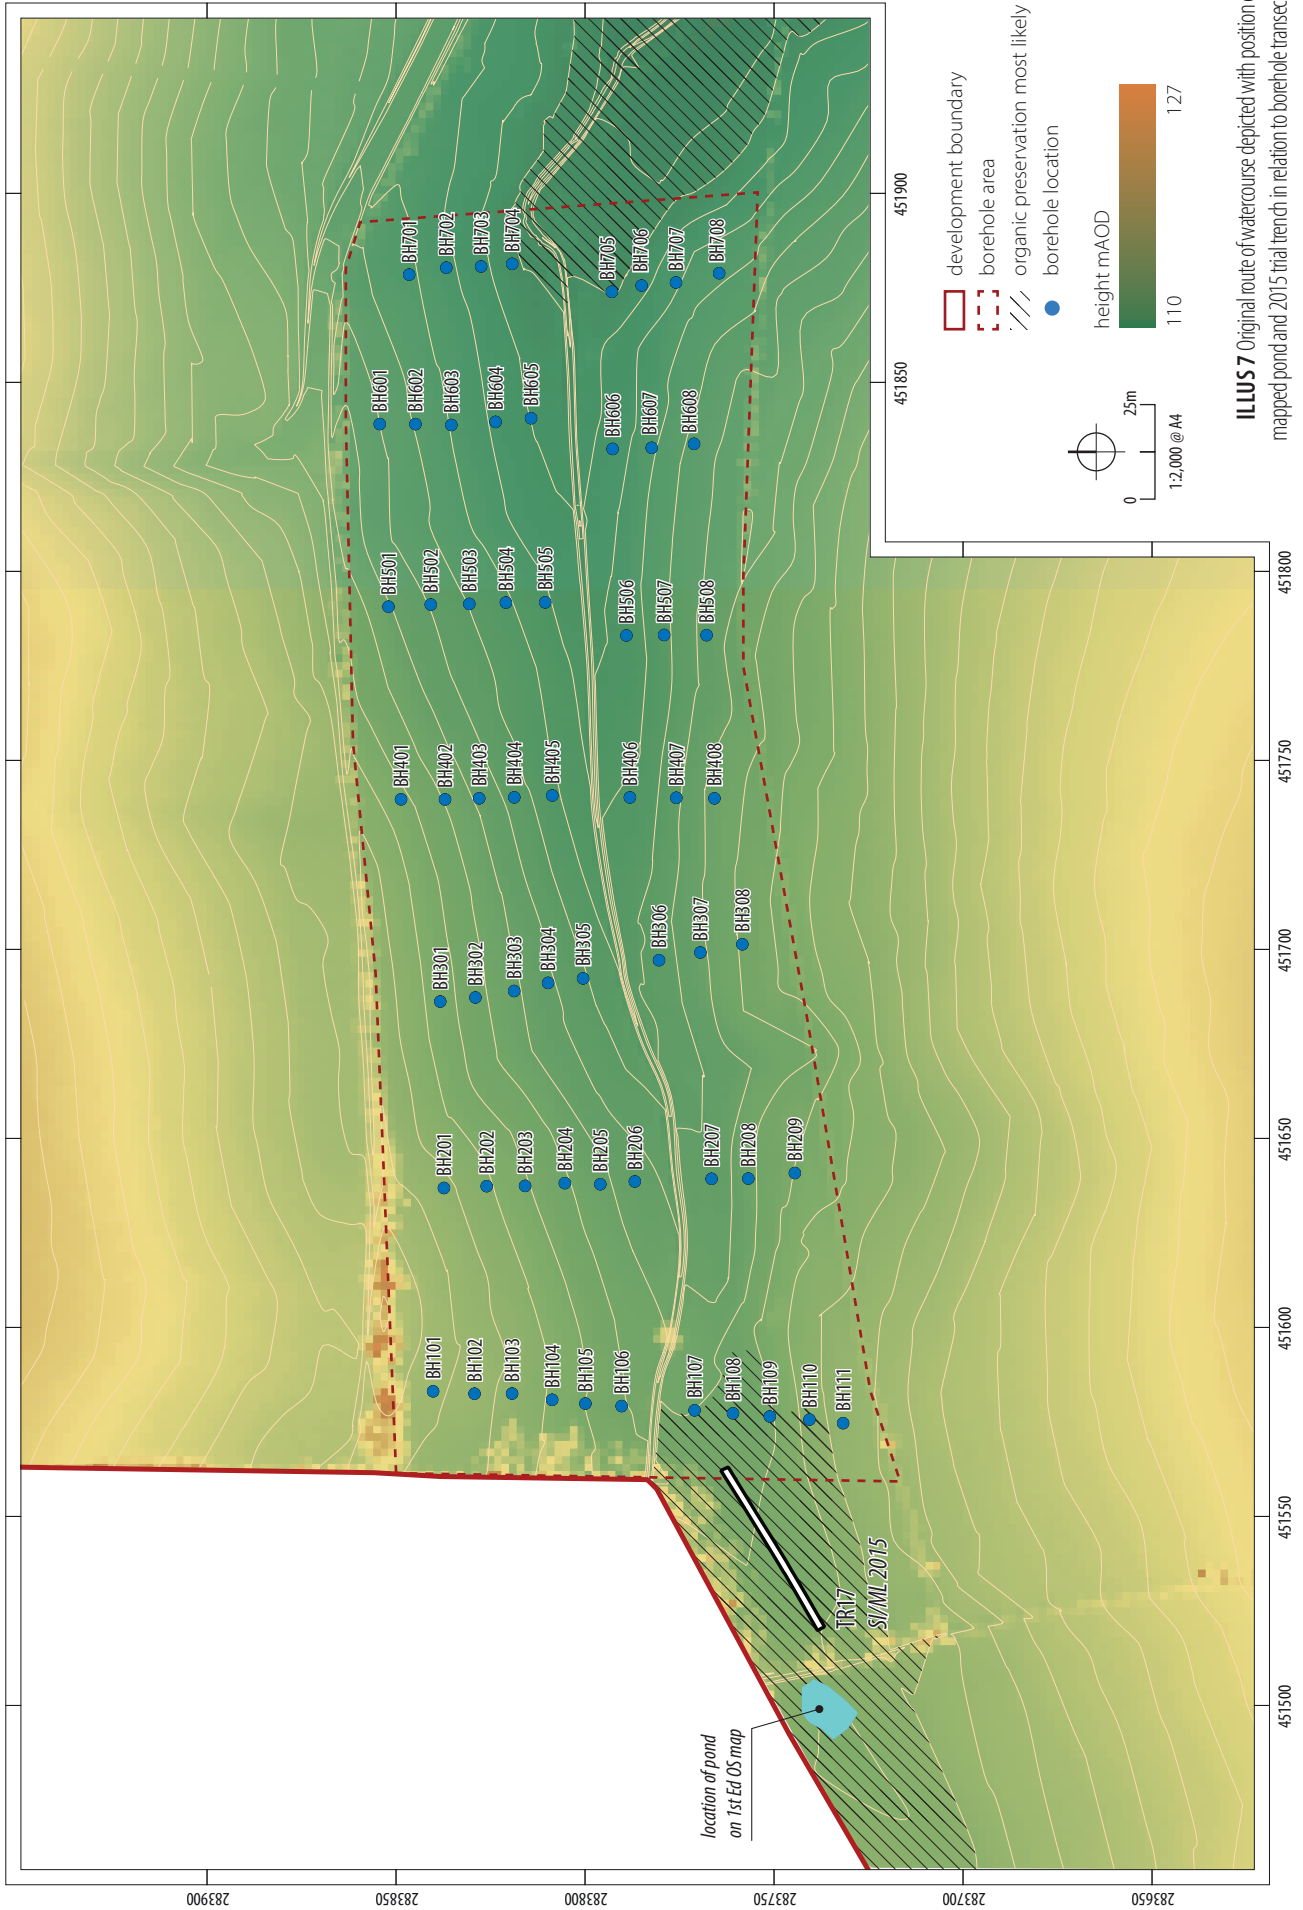 BH101
BH102
BH103
BH104
BH105
BH106
BH107
BH108
BH109
BH110
BH111
BH201
BH202
BH203
BH204
BH205
BH206
BH207
BH208
BH209
BH301
BH302
BH303
BH304
BH305
BH306
BH307
BH308
BH401
BH402
BH403
BH404
BH405
BH406
BH407
BH408
BH501
BH502
BH503
BH504
BH505
BH506
BH507
BH508
BH601
BH602
BH603
BH604
BH605
BH606
BH607
BH608
BH701
BH702
BH703
BH704
BH705
BH706
BH707
BH708
TR17
SI/ML 2015
location of pond
on 1st Ed OS map
283900
283850
283800
283750
283700
283650
451500
451550
451600
451650
451700
451750
451800
451850
451900
development boundary
borehole area
organic preservation most likely
borehole location
height mAOD
110 127
0 25m
1:2,000 @ A4
ILLUS 7 Original route of watercourse depicted with position
mapped pond and 2015 trial trench in relation to borehole